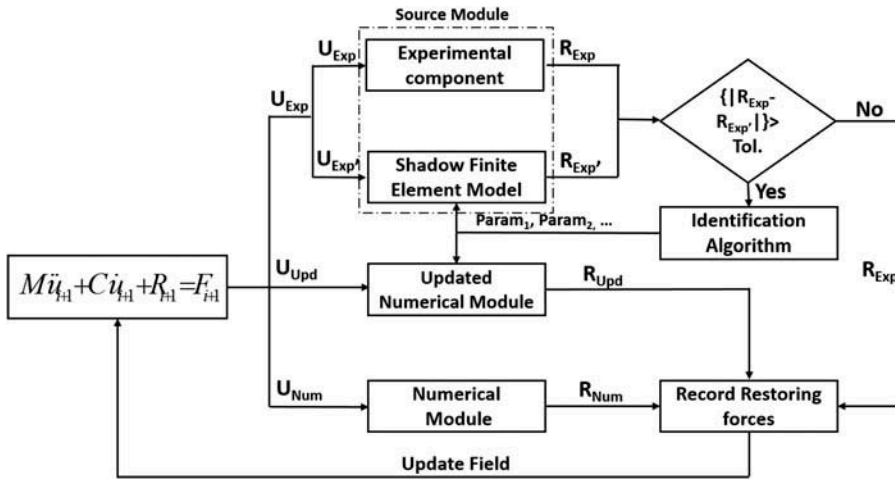 Source Module
U_Exp
Experimental
component
R_Exp
U_Exp
{|R_Exp-
R_Exp'|}>
Tol.
No
U_Exp'
Shadow Finite
Element Model
R_Exp'
Yes
Param_1, Param_2, ...
Identification
Algorithm
Mü_i+1+Cu̇_i+1+R_i+1=F_i+1
U_Upd
Updated
Numerical Module
R_Upd
R_Exp
U_Num
Numerical
Module
R_Num
Record Restoring
forces
Update Field